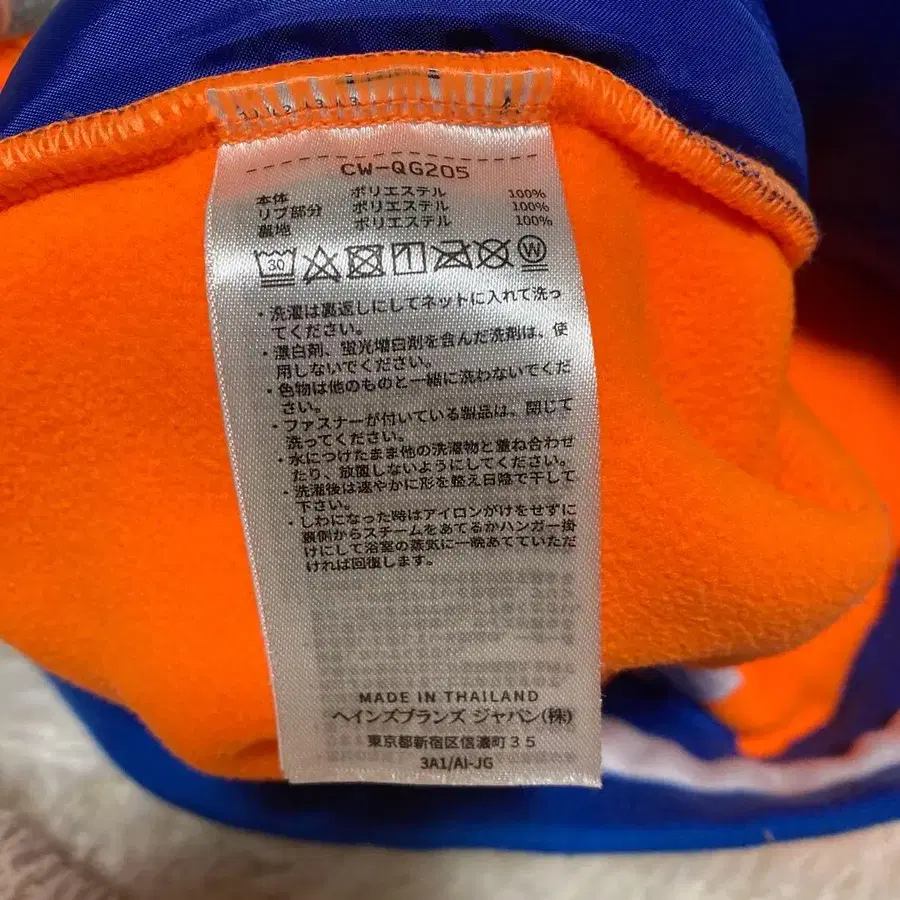 CW-QG205
本体 ポリエステル 100%
リブ部分 ポリエステル 100%
裏地 ポリエステル 100%
30 W
・洗濯は裏返しにしてネットに入れて洗っ
てください。
・漂白剤、蛍光増白剤を含んだ洗剤は、使
用しないでください。
・色物は他のものと一緒に洗わないでくだ
さい。
・ファスナーが付いている製品は、閉じて
洗ってください。
・水につけたまま他の洗濯物と重ね合わせ
たり、放置しないようにしてください。
・洗濯後は速やかに形を整え日陰で干して
下さい。
・しわになった時はアイロンがけをせずに
裏側からスチームをあてるかハンガー掛
けにして浴室の蒸気に一晩あてていただ
ければ回復します。
MADE IN THAILAND
ヘインズブランズ ジャパン(株)
東京都新宿区信濃町35
3A1/AI-JG